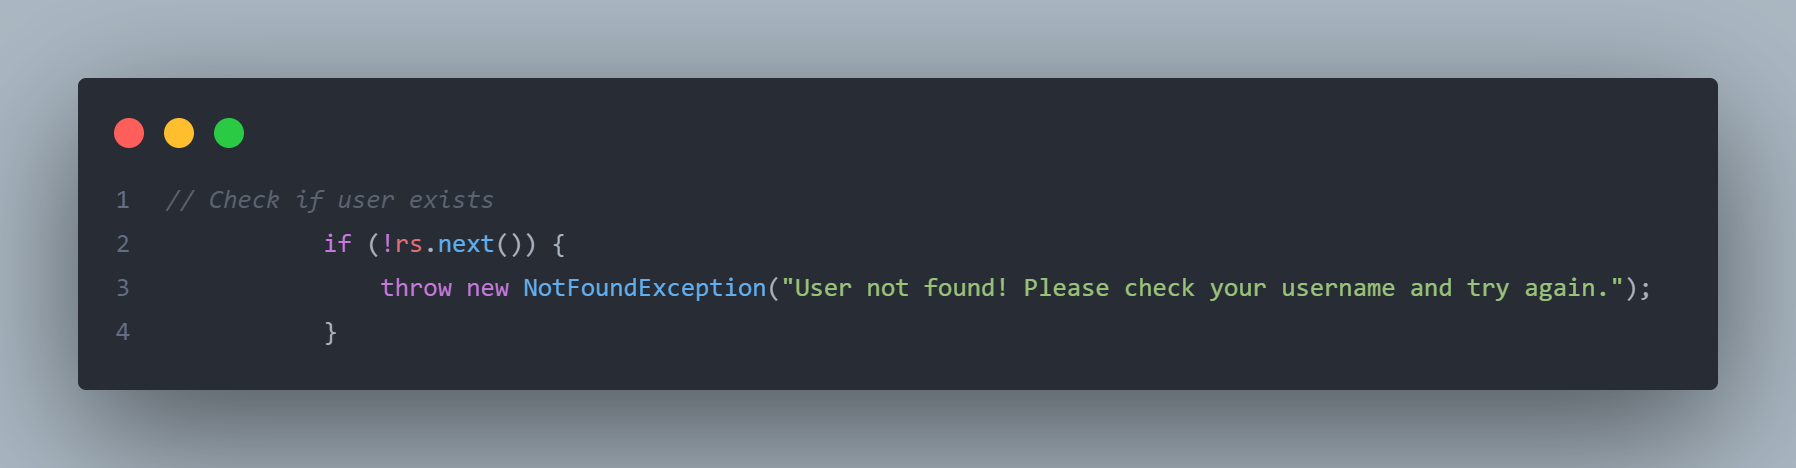 1 // Check if user exists
2 if (!rs.next()) {
3 throw new NotFoundException("User not found! Please check your username and try again.");
4 }